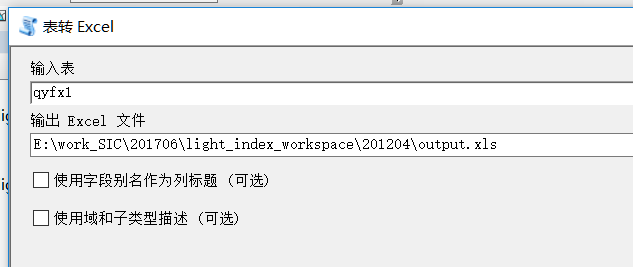 表转 Excel
输入表
qyfx1
输出 Excel 文件
E:\work_SIC\201706\light_index_workspace\201204\output.xls
使用字段别名作为列标题 (可选)
使用域和子类型描述 (可选)